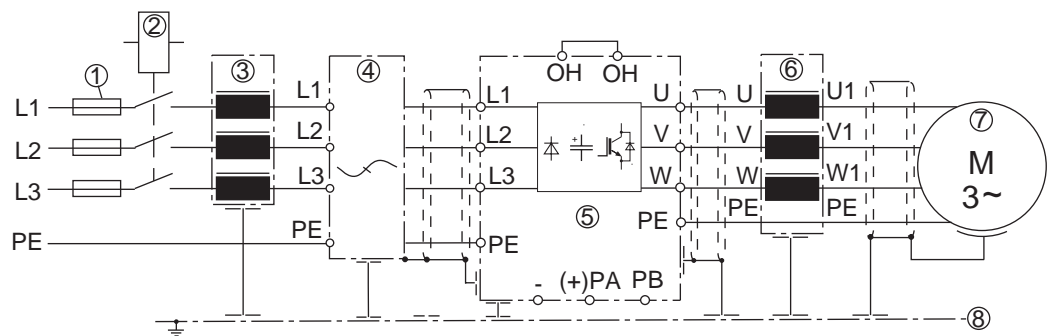 ②
①
③
④
OH OH
⑥
L1 L1 L1 U U U1
⑦
L2 L2 L2 V V V1
M
3~
L3 L3 L3 W W W1
⑤
PE PE PE PE PE PE
- (+)PA PB
⑧